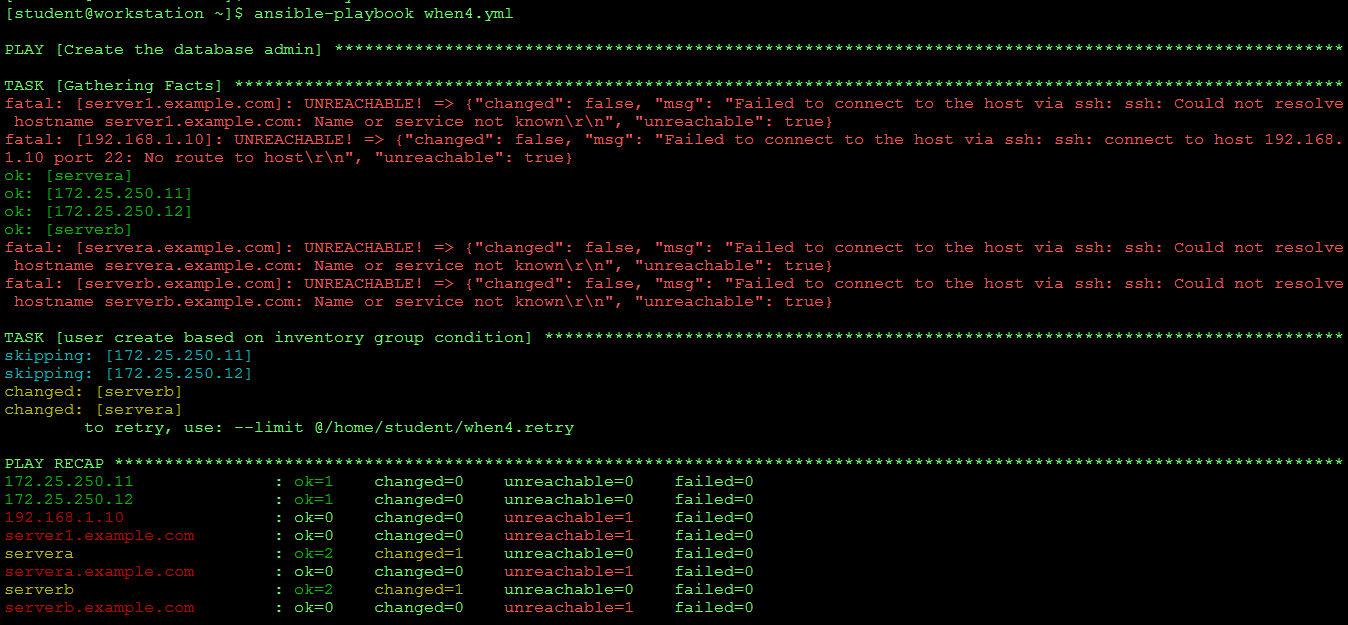 [student@workstation ~]$ ansible-playbook when4.yml
PLAY [Create the database admin] *****************************************************************************************************
TASK [Gathering Facts] ***************************************************************************************************************
fatal: [server1.example.com]: UNREACHABLE! => {"changed": false, "msg": "Failed to connect to the host via ssh: ssh: Could not resolve
hostname server1.example.com: Name or service not known\r\n", "unreachable": true}
fatal: [192.168.1.10]: UNREACHABLE! => {"changed": false, "msg": "Failed to connect to the host via ssh: ssh: connect to host 192.168.
1.10 port 22: No route to host\r\n", "unreachable": true}
ok: [servera]
ok: [172.25.250.11]
ok: [172.25.250.12]
ok: [serverb]
fatal: [servera.example.com]: UNREACHABLE! => {"changed": false, "msg": "Failed to connect to the host via ssh: ssh: Could not resolve
hostname servera.example.com: Name or service not known\r\n", "unreachable": true}
fatal: [serverb.example.com]: UNREACHABLE! => {"changed": false, "msg": "Failed to connect to the host via ssh: ssh: Could not resolve
hostname serverb.example.com: Name or service not known\r\n", "unreachable": true}
TASK [user create based on inventory group condition] ********************************************************************************
skipping: [172.25.250.11]
skipping: [172.25.250.12]
changed: [serverb]
changed: [servera]
to retry, use: --limit @/home/student/when4.retry
PLAY RECAP ***************************************************************************************************************************
172.25.250.11 : ok=1 changed=0 unreachable=0 failed=0
172.25.250.12 : ok=1 changed=0 unreachable=0 failed=0
192.168.1.10 : ok=0 changed=0 unreachable=1 failed=0
server1.example.com : ok=0 changed=0 unreachable=1 failed=0
servera : ok=2 changed=1 unreachable=0 failed=0
servera.example.com : ok=0 changed=0 unreachable=1 failed=0
serverb : ok=2 changed=1 unreachable=0 failed=0
serverb.example.com : ok=0 changed=0 unreachable=1 failed=0